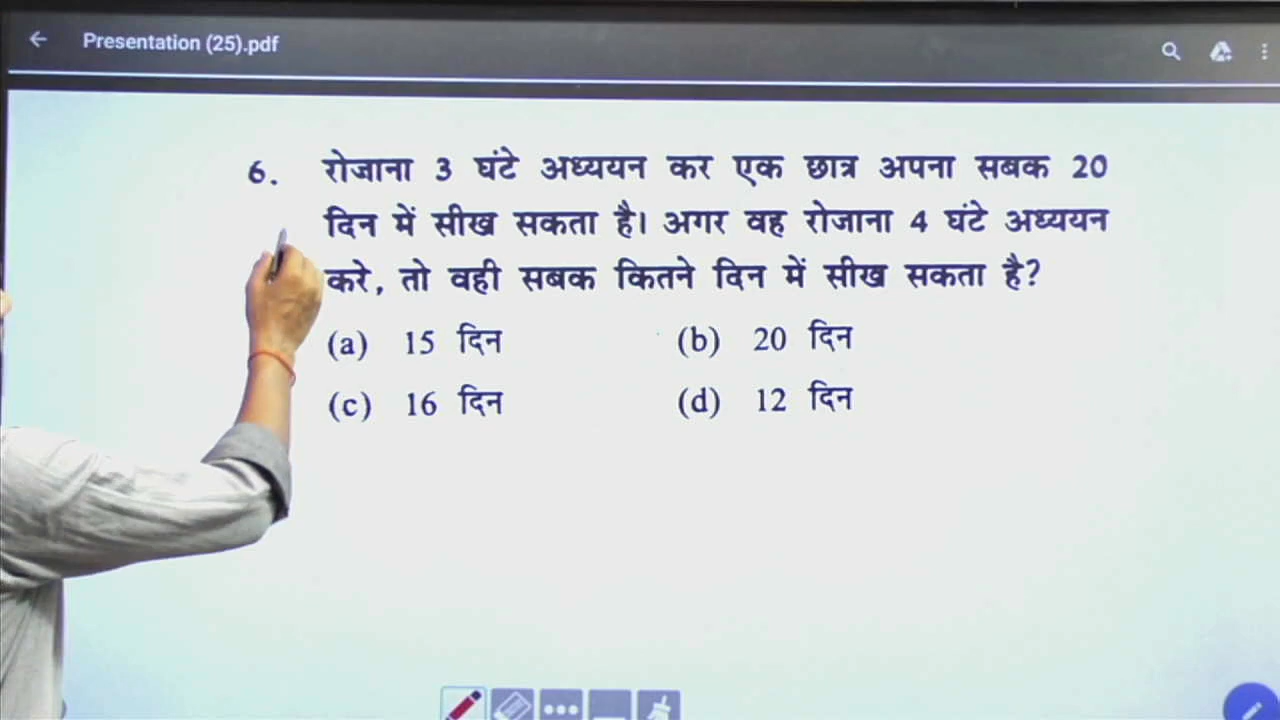 Presentation (25).pdf
6. रोजाना 3 घंटे अध्ययन कर एक छात्र अपना सबक 20
दिन में सीख सकता है। अगर वह रोजाना 4 घंटे अध्ययन
करे, तो वही सबक कितने दिन में सीख सकता है?
(a) 15 दिन (b) 20 दिन
(c) 16 दिन (d) 12 दिन